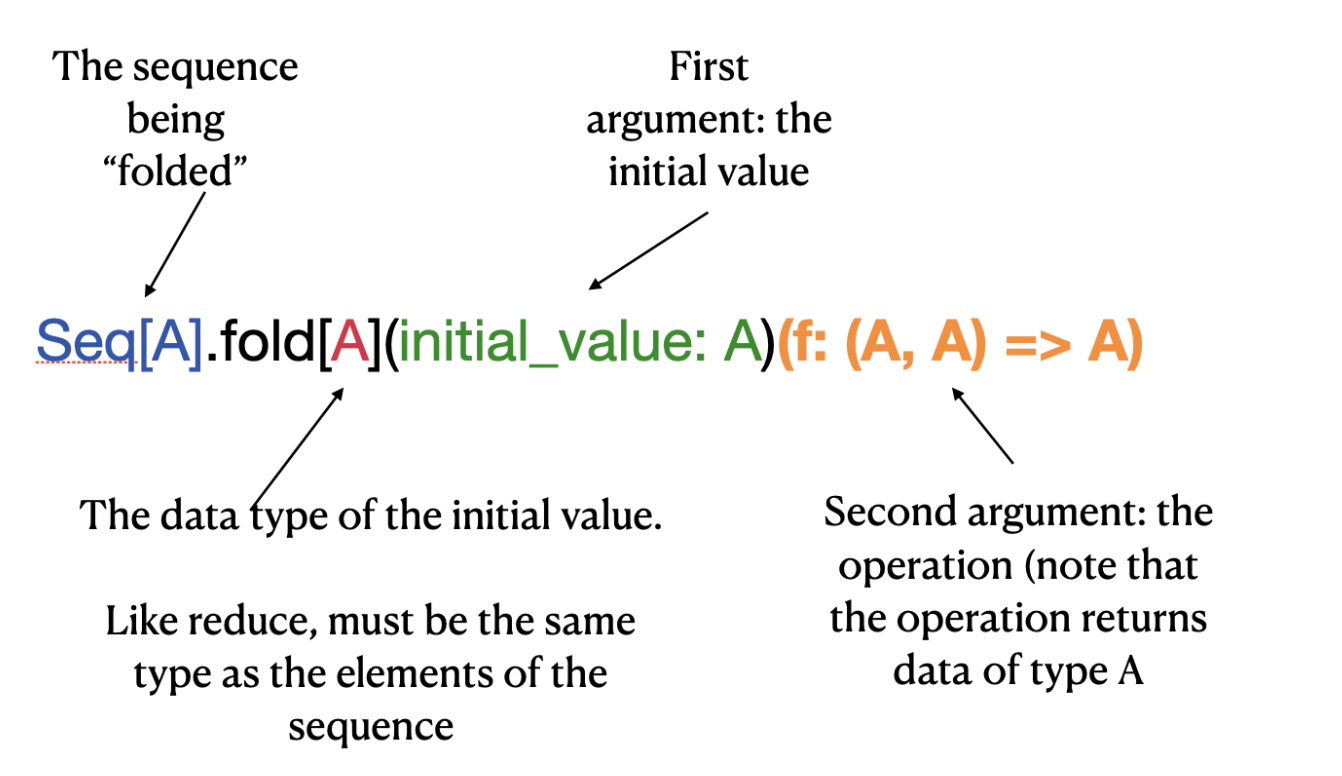 The sequence
being
“folded”
First
argument: the
initial value
Seq[A].fold[A](initial_value: A)(f: (A, A) => A)
The data type of the initial value.
Like reduce, must be the same
type as the elements of the
sequence
Second argument: the
operation (note that
the operation returns
data of type A